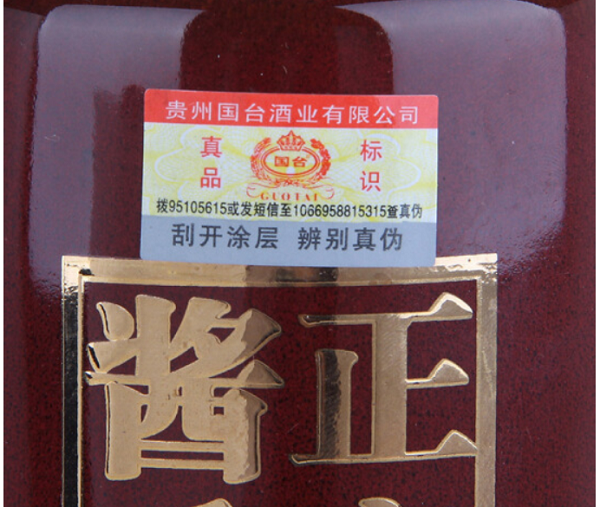 贵州国台酒业有限公司
真品
国台
标识
GUOTAI
拨95105615或发短信至1066958815315查真伪
刮开涂层 辨别真伪
正
酱